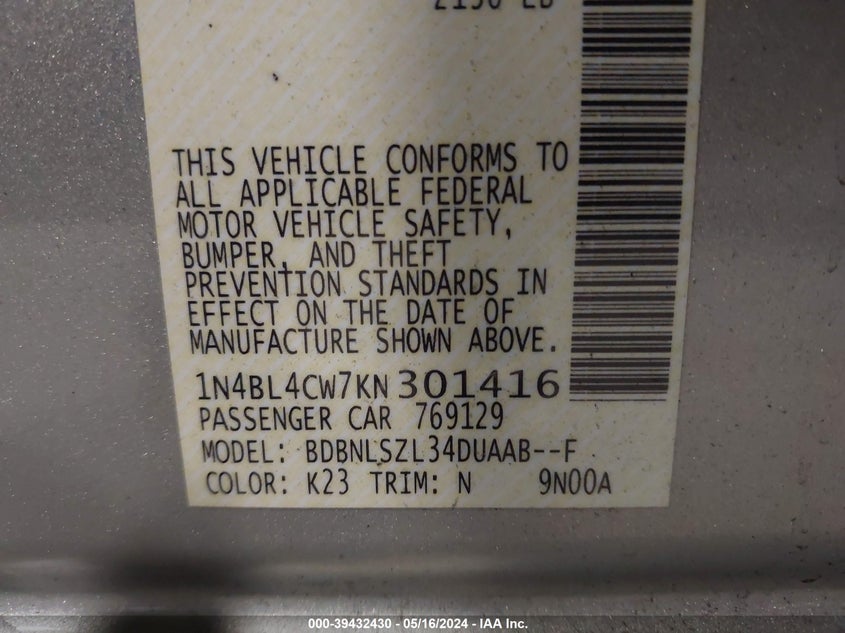 THIS VEHICLE CONFORMS TO
ALL APPLICABLE FEDERAL
MOTOR VEHICLE SAFETY,
BUMPER, AND THEFT
PREVENTION STANDARDS IN
EFFECT ON THE DATE OF
MANUFACTURE SHOWN ABOVE.
1N4BL4CW7KN301416
PASSENGER CAR 769129
MODEL: BDBNLSZL34DUAAB--F
COLOR: K23 TRIM: N 9N00A
000-39432430 - 05/16/2024 - IAA Inc.